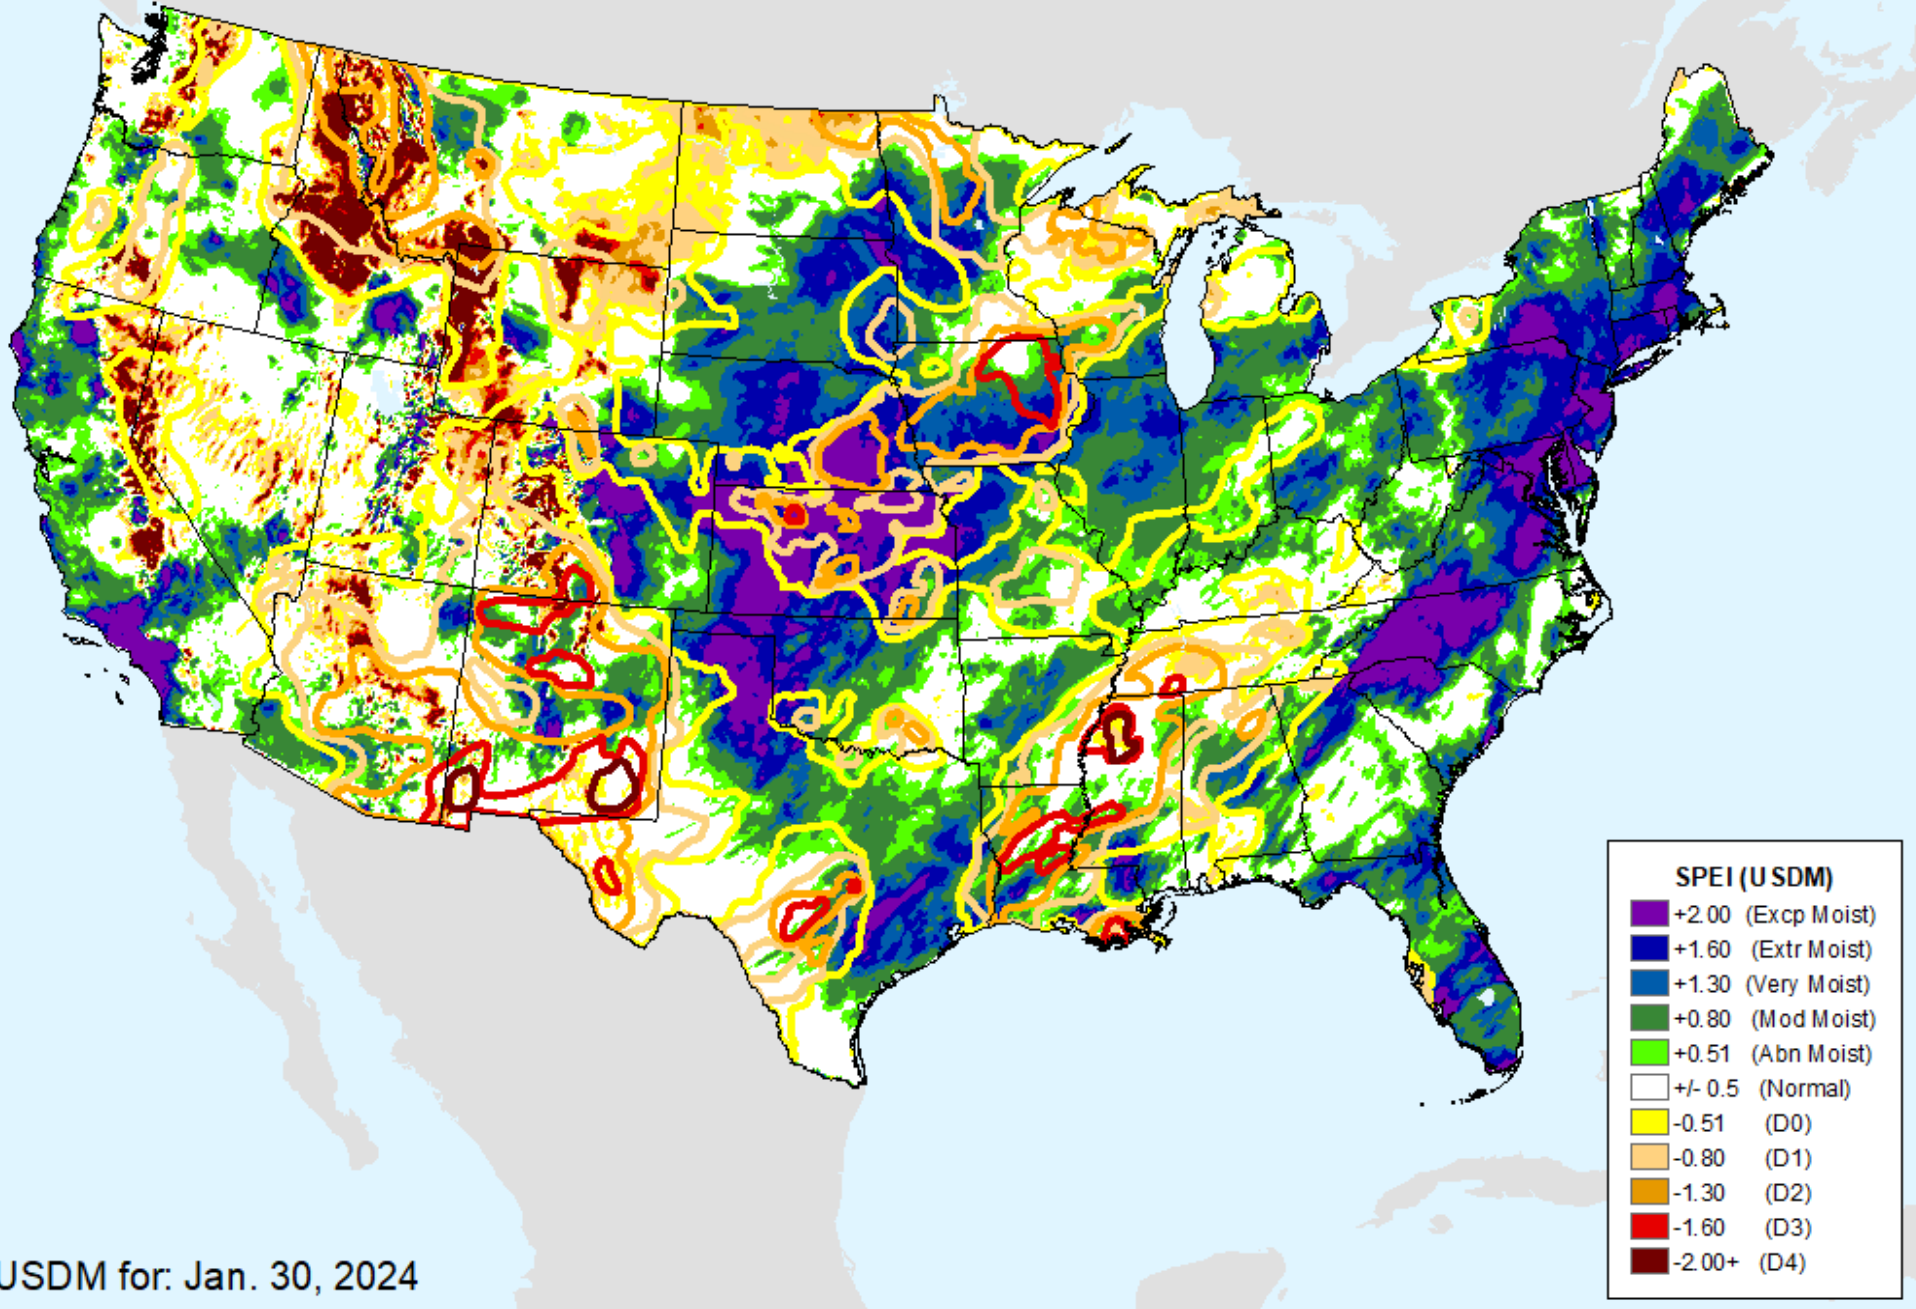 SPEI (USDM)
+2.00 (Excp Moist)
+1.60 (Extr Moist)
+1.30 (Very Moist)
+0.80 (Mod Moist)
+0.51 (Abn Moist)
+/- 0.5 (Normal)
-0.51 (D0)
-0.80 (D1)
-1.30 (D2)
-1.60 (D3)
-2.00+ (D4)
USDM for: Jan. 30, 2024